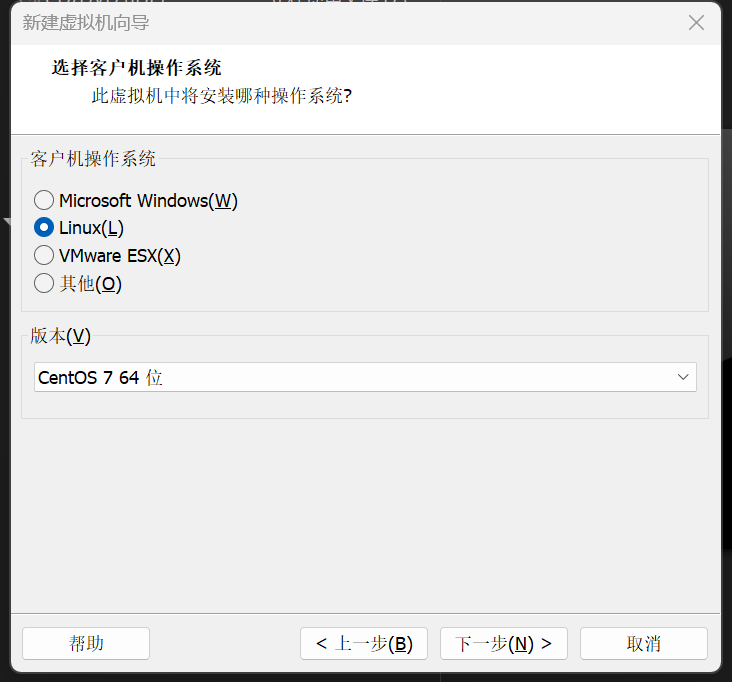 新建虚拟机向导
选择客户机操作系统
此虚拟机中将安装哪种操作系统?
客户机操作系统
Microsoft Windows(W)
Linux(L)
VMware ESX(X)
其他(O)
版本(V)
CentOS 7 64 位
帮助
< 上一步(B)
下一步(N) >
取消